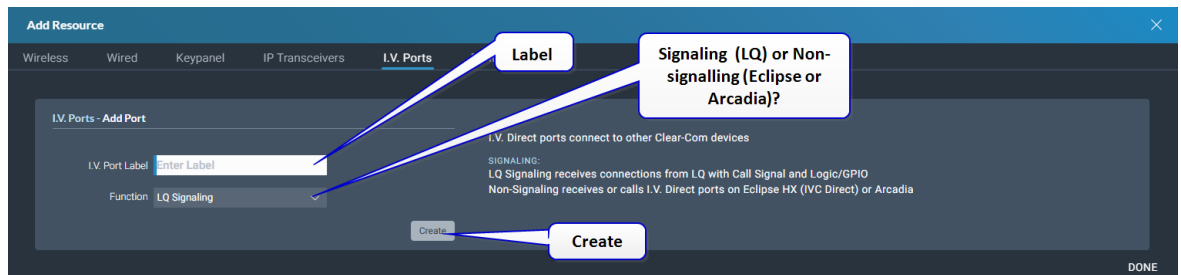 Add Resource
Wireless Wired Keypanel IP Transceivers I.V. Ports
Label
Signaling (LQ) or Non-
signalling (Eclipse or
Arcadia)?
I.V. Ports - Add Port
I.V. Direct ports connect to other Clear-Com devices
I.V. Port Label Enter Label
SIGNALING:
LQ Signaling receives connections from LQ with Call Signal and Logic/GPIO
Non-Signaling receives or calls I.V. Direct ports on Eclipse HX (IVC Direct) or Arcadia
Function LQ Signaling
Create
Create
DONE